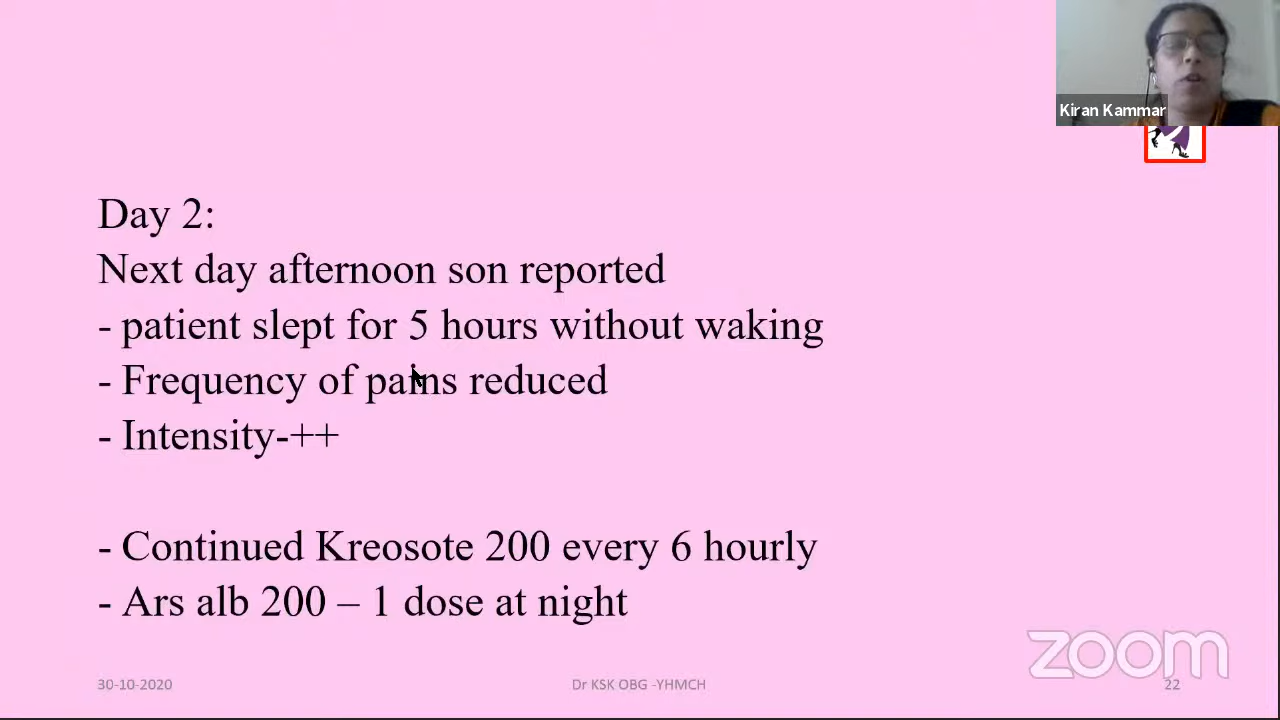 Kiran Kammar
Day 2:
Next day afternoon son reported
- patient slept for 5 hours without waking
- Frequency of pains reduced
- Intensity-++
- Continued Kreosote 200 every 6 hourly
- Ars alb 200 – 1 dose at night
zoom
30-10-2020
Dr KSK OBG -YHMCH
22